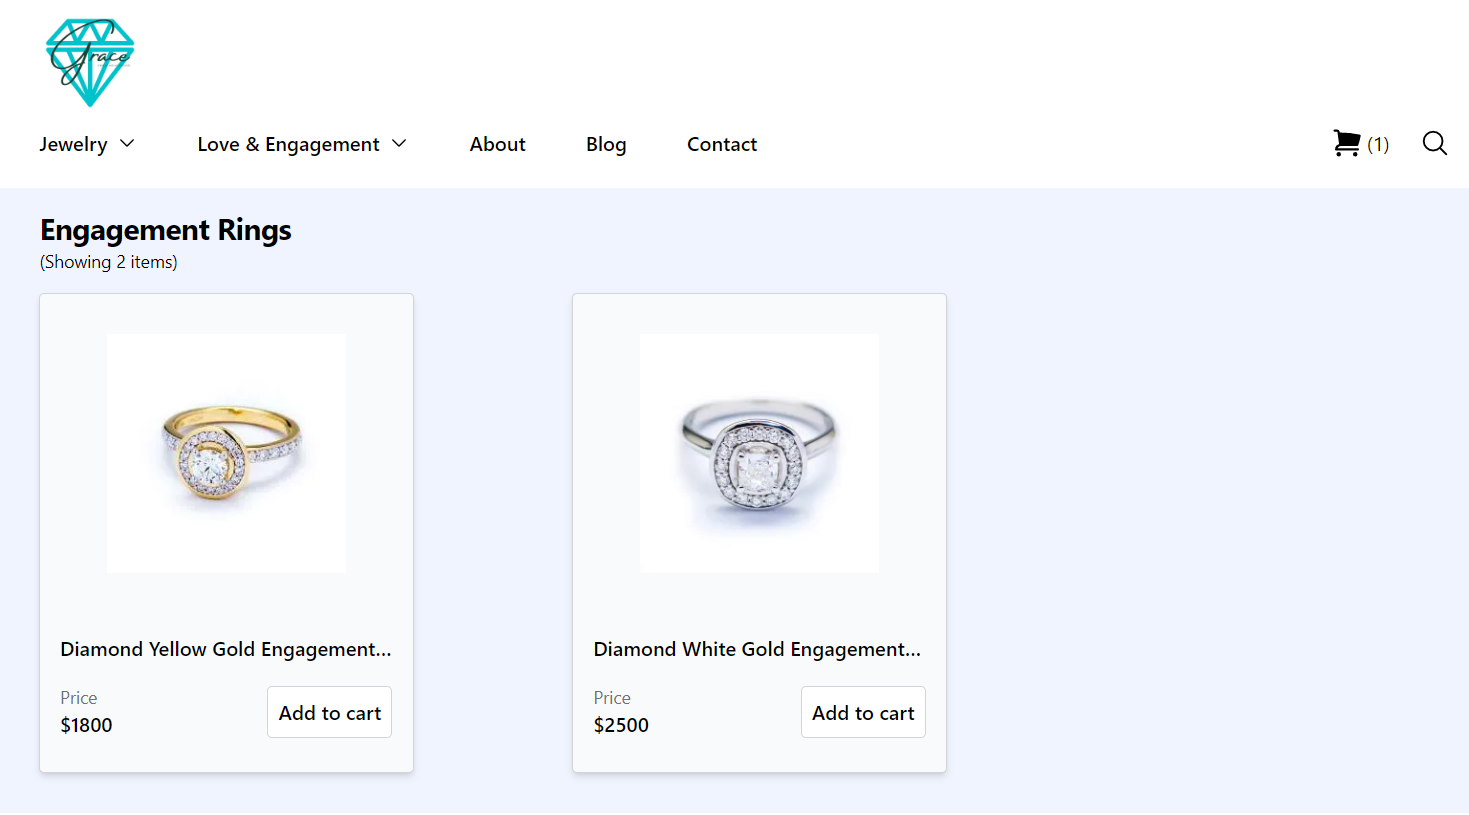 Grace
Jewelry Love & Engagement About Blog Contact (1)
Engagement Rings
(Showing 2 items)
Diamond Yellow Gold Engagement...
Price
$1800
Add to cart
Diamond White Gold Engagement...
Price
$2500
Add to cart